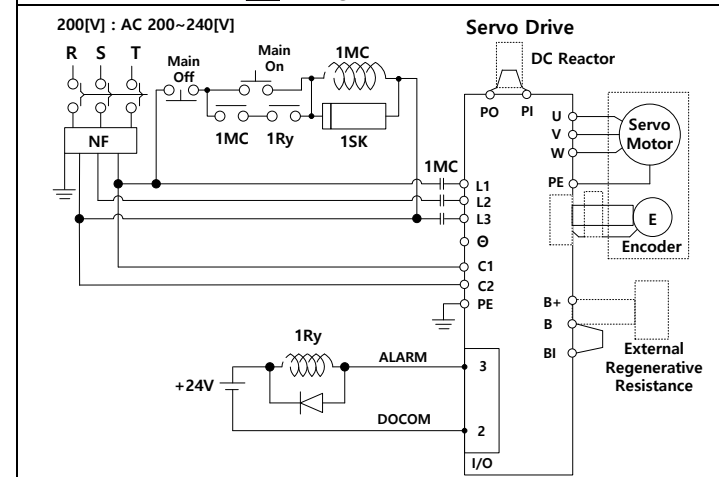 200[V] : AC 200~240[V]
R S T
NF
Main
Off
Main
On
1MC
1MC 1Ry
1SK
1MC
Servo Drive
DC Reactor
PO PI
U
V
W
PE
Servo
Motor
E
Encoder
L1
L2
L3
Θ
C1
C2
PE
B+
B
BI
External
Regenerative
Resistance
1Ry
+24V
ALARM
DOCOM
3
2
I/O